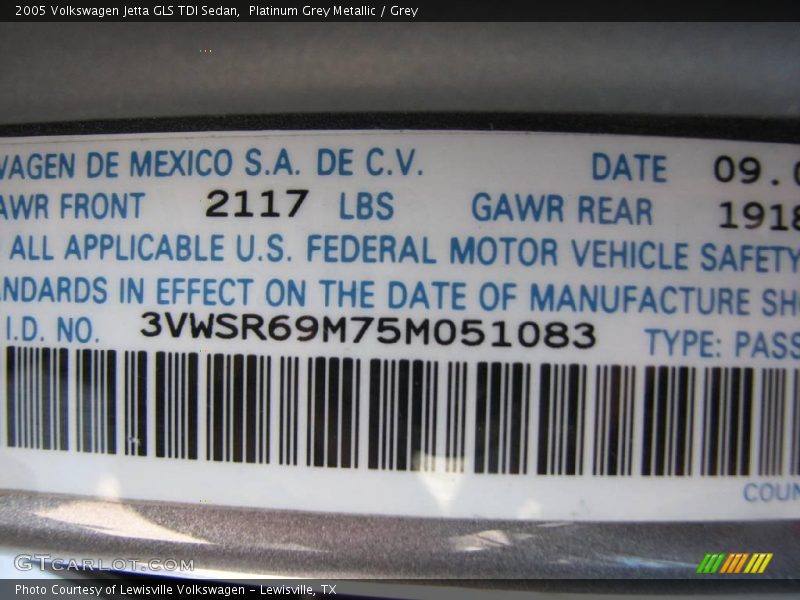 2005 Volkswagen Jetta GLS TDI Sedan, Platinum Grey Metallic / Grey
WAGEN DE MEXICO S.A. DE C.V. DATE 09.0
AWR FRONT 2117 LBS GAWR REAR 1918
ALL APPLICABLE U.S. FEDERAL MOTOR VEHICLE SAFETY
NDARDS IN EFFECT ON THE DATE OF MANUFACTURE SH
I.D. NO. 3VWSR69M75M051083 TYPE: PASS
COUN
GTCarLot.com
Photo Courtesy of Lewisville Volkswagen – Lewisville, TX